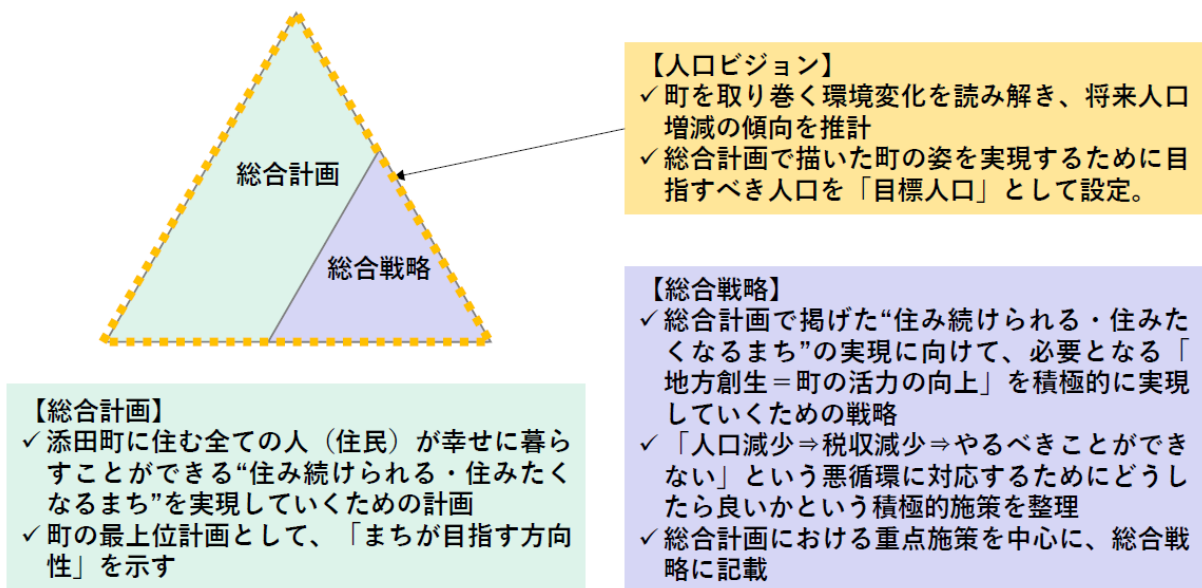 総合計画
総合戦略
【人口ビジョン】
✓町を取り巻く環境変化を読み解き、将来人口
増減の傾向を推計
✓総合計画で描いた町の姿を実現するために目
指すべき人口を「目標人口」として設定。
【総合計画】
✓添田町に住む全ての人（住民）が幸せに暮ら
すことができる“住み続けられる・住みたく
なるまち”を実現していくための計画
✓町の最上位計画として、「まちが目指す方向
性」を示す
【総合戦略】
✓総合計画で掲げた“住み続けられる・住みた
くなるまち”の実現に向けて、必要となる「
地方創生＝町の活力の向上」を積極的に実現
していくための戦略
✓「人口減少⇒税収減少⇒やるべきことができ
ない」という悪循環に対応するためにどうし
たら良いかという積極的施策を整理
✓総合計画における重点施策を中心に、総合戦
略に記載